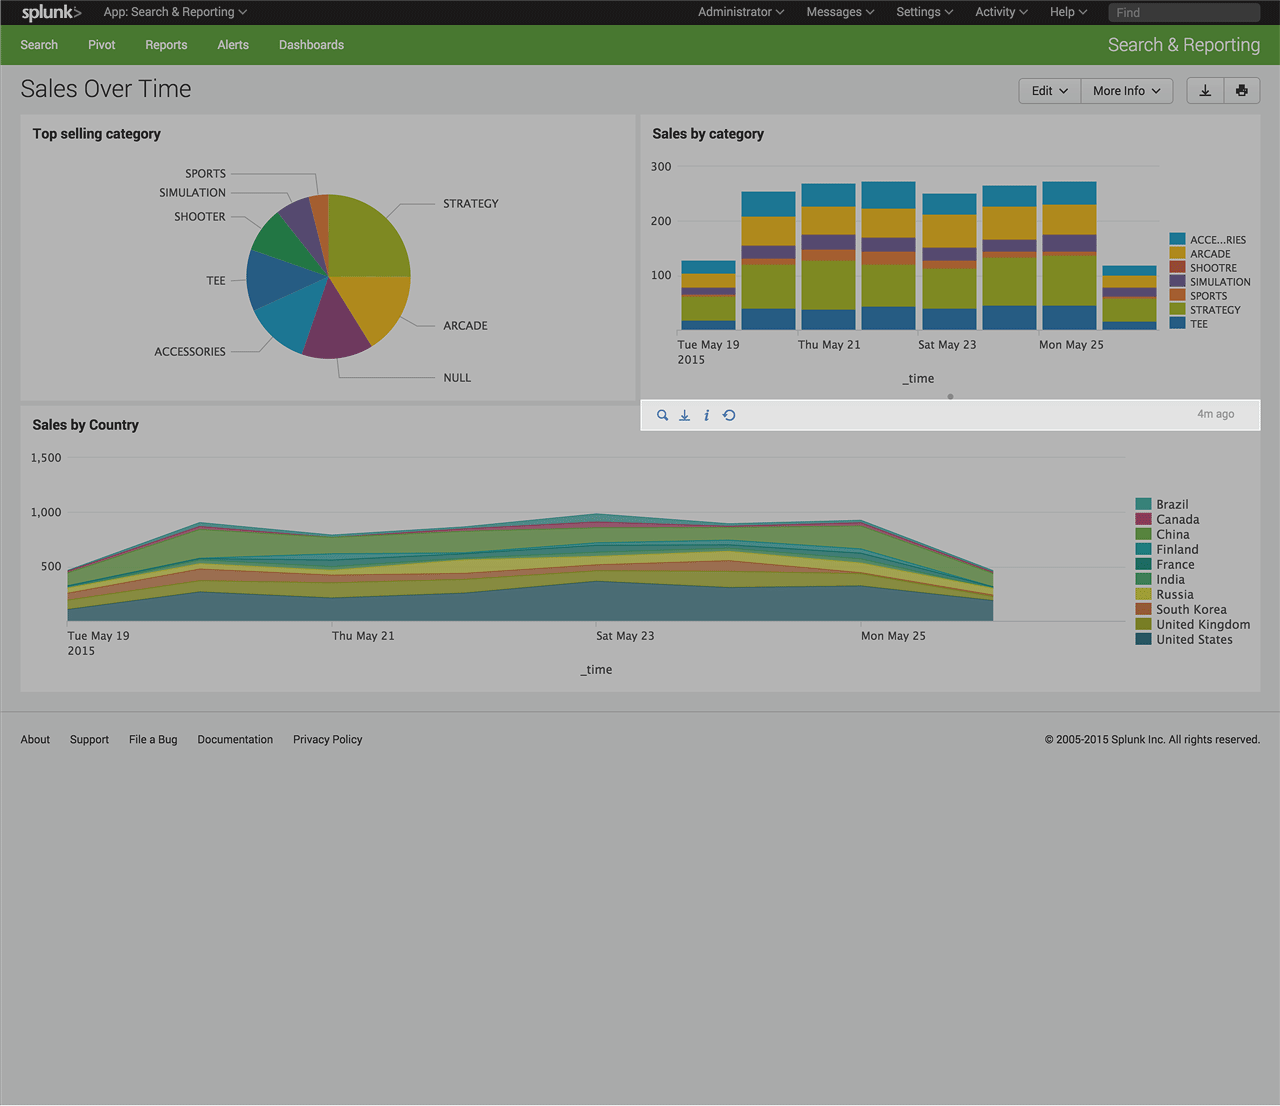 splunk> App: Search & Reporting Administrator Messages Settings Activity Help Find
Search Pivot Reports Alerts Dashboards Search & Reporting
Sales Over Time
Edit More Info
Top selling category
SPORTS
SIMULATION
SHOOTER
TEE
ACCESSORIES
STRATEGY
ARCADE
NULL
Sales by category
300
200
100
Tue May 19 Thu May 21 Sat May 23 Mon May 25
2015
_time
ACCE...RIES
ARCADE
SHOOTRE
SIMULATION
SPORTS
STRATEGY
TEE
i 4m ago
Sales by Country
1,500
1,000
500
Tue May 19 Thu May 21 Sat May 23 Mon May 25
2015
_time
Brazil
Canada
China
Finland
France
India
Russia
South Korea
United Kingdom
United States
About Support File a Bug Documentation Privacy Policy © 2005-2015 Splunk Inc. All rights reserved.